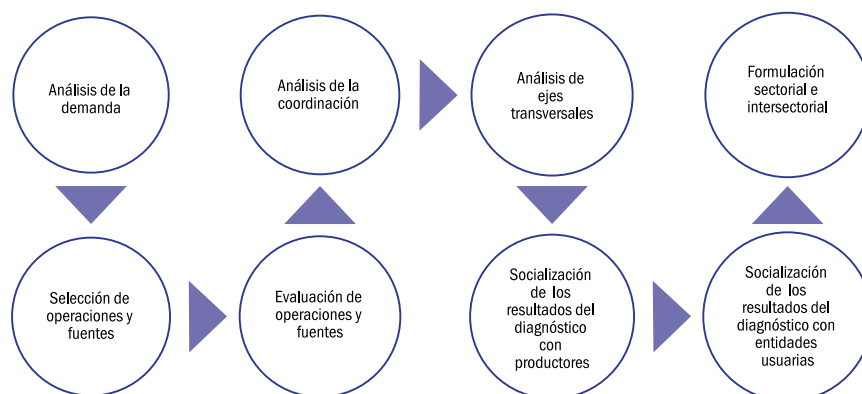 Análisis de la
demanda
Análisis de la
coordinación
Análisis de
ejes
transversales
Formulación
sectorial e
intersectorial
Selección de
operaciones y
fuentes
Evaluación de
operaciones y
fuentes
Socialización
de los
resultados del
diagnóstico
con
productores
Socialización
de los
resultados del
diagnóstico con
entidades
usuarias